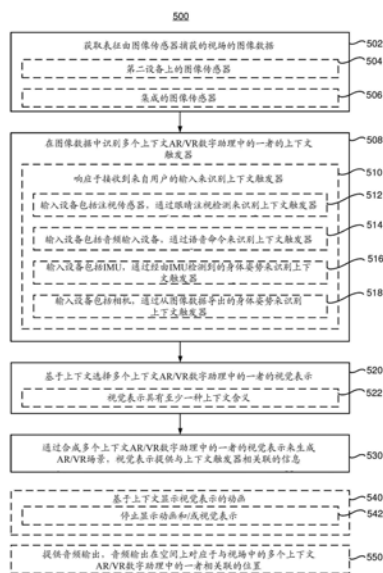 500
获取表征由图像传感器捕获的视场的图像数据
502
第二设备上的图像传感器
504
集成的图像传感器
506
在图像数据中识别多个上下文AR/VR数字助理中的一者的上下文
触发器
508
响应于接收到来自用户的输入来识别上下文触发器
510
输入设备包括注视传感器，通过眼睛注视检测来识别上下文触发器
512
输入设备包括音频输入设备，通过语音命令来识别上下文触发器
514
输入设备包括IMU，通过经由IMU检测到的身体姿势来识别上下
文触发器
516
输入设备包括相机，通过从图像数据导出的身体姿势来识别
上下文触发器
518
基于上下文选择多个上下文AR/VR数字助理中的一者的视觉表示
520
视觉表示具有至少一种上下文含义
522
通过合成多个上下文AR/VR数字助理中的一者的视觉表示来生成
AR/VR场景，视觉表示提供与上下文触发器相关联的信息
530
基于上下文显示视觉表示的动画
540
停止显示动画和/或视觉表示
542
提供音频输出，音频输出在空间上对应于与视场中的多个上下文
AR/VR数字助理中的一者相关联的位置
550